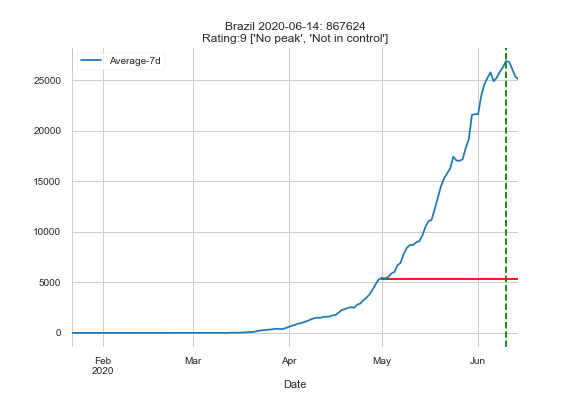 Brazil 2020-06-14: 867624
Rating:9 ['No peak', 'Not in control']
Average-7d
25000
20000
15000
10000
5000
0
Feb
2020
Mar
Apr
May
Jun
Date